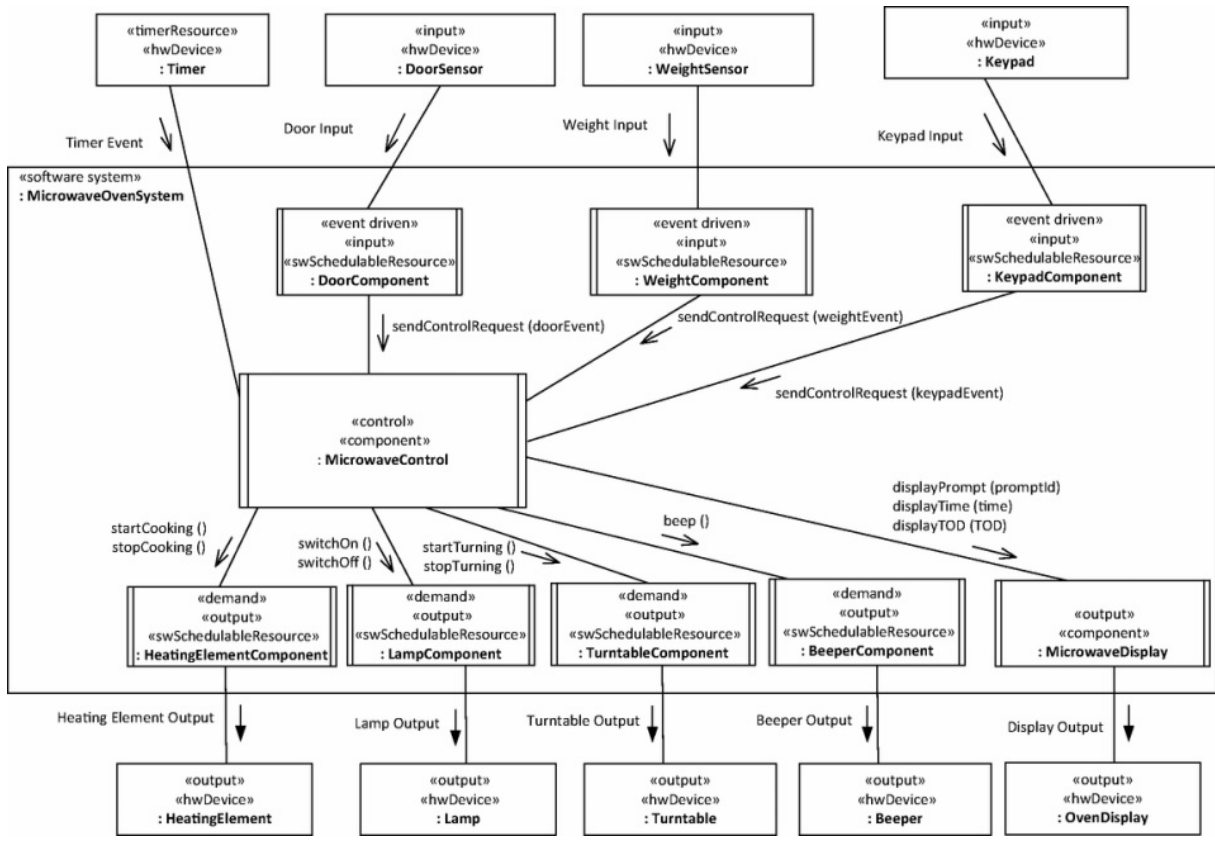 «timerResource»
«hwDevice»
: Timer
«input»
«hwDevice»
: DoorSensor
«input»
«hwDevice»
: WeightSensor
«input»
«hwDevice»
: Keypad
Timer Event
Door Input
Weight Input
Keypad Input
«software system»
: MicrowaveOvenSystem
«event driven»
«input»
«swSchedulableResource»
: DoorComponent
«event driven»
«input»
«swSchedulableResource»
: WeightComponent
«event driven»
«input»
«swSchedulableResource»
: KeypadComponent
sendControlRequest (doorEvent)
sendControlRequest (weightEvent)
sendControlRequest (keypadEvent)
«control»
«component»
: MicrowaveControl
startCooking ()
stopCooking ()
switchOn ()
switchOff ()
startTurning ()
stopTurning ()
beep ()
displayPrompt (promptId)
displayTime (time)
displayTOD (TOD)
«demand»
«output»
«swSchedulableResource»
: HeatingElementComponent
«demand»
«output»
«swSchedulableResource»
: LampComponent
«demand»
«output»
«swSchedulableResource»
: TurntableComponent
«demand»
«output»
«swSchedulableResource»
: BeeperComponent
«output»
«component»
: MicrowaveDisplay
Heating Element Output
Lamp Output
Turntable Output
Beeper Output
Display Output
«output»
«hwDevice»
: HeatingElement
«output»
«hwDevice»
: Lamp
«output»
«hwDevice»
: Turntable
«output»
«hwDevice»
: Beeper
«output»
«hwDevice»
: OvenDisplay